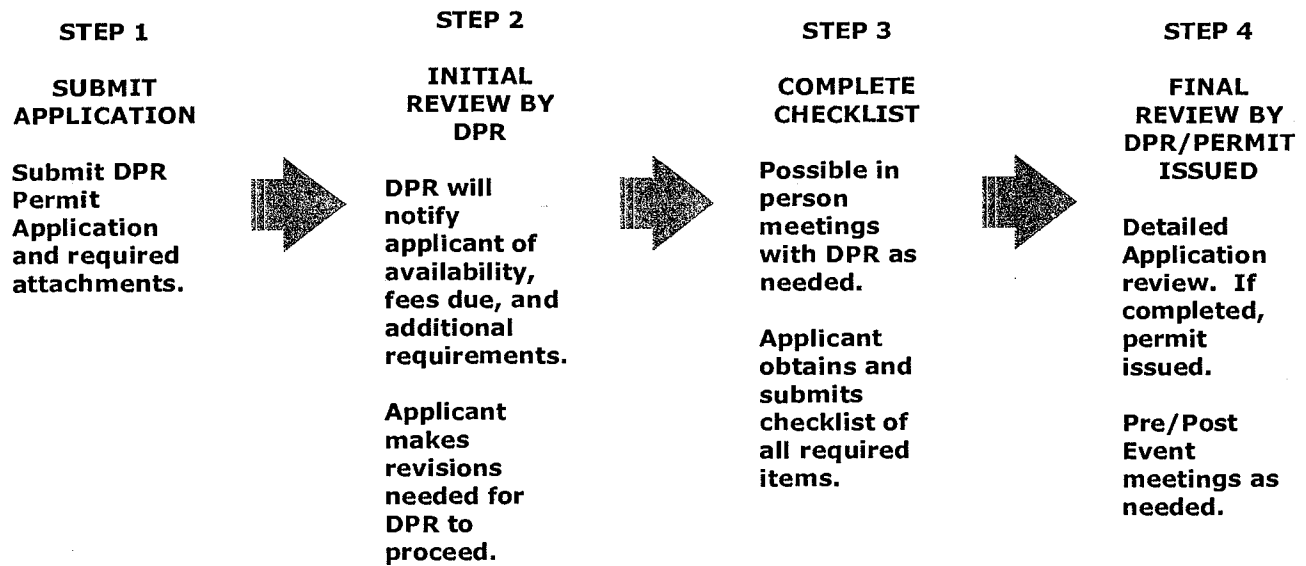 STEP 1
SUBMIT
APPLICATION
Submit DPR
Permit
Application
and required
attachments.
STEP 2
INITIAL
REVIEW BY
DPR
DPR will
notify
applicant of
availability,
fees due, and
additional
requirements.
Applicant
makes
revisions
needed for
DPR to
proceed.
STEP 3
COMPLETE
CHECKLIST
Possible in
person
meetings
with DPR as
needed.
Applicant
obtains and
submits
checklist of
all required
items.
STEP 4
FINAL
REVIEW BY
DPR/PERMIT
ISSUED
Detailed
Application
review. If
completed,
permit
issued.
Pre/Post
Event
meetings as
needed.